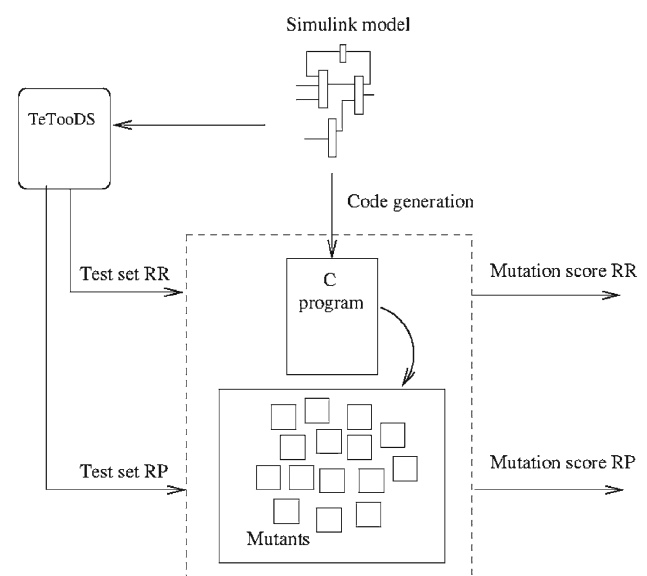 Simulink model
TeTooDS
Code generation
Test set RR
C
program
Mutation score RR
Test set RP
Mutation score RP
Mutants